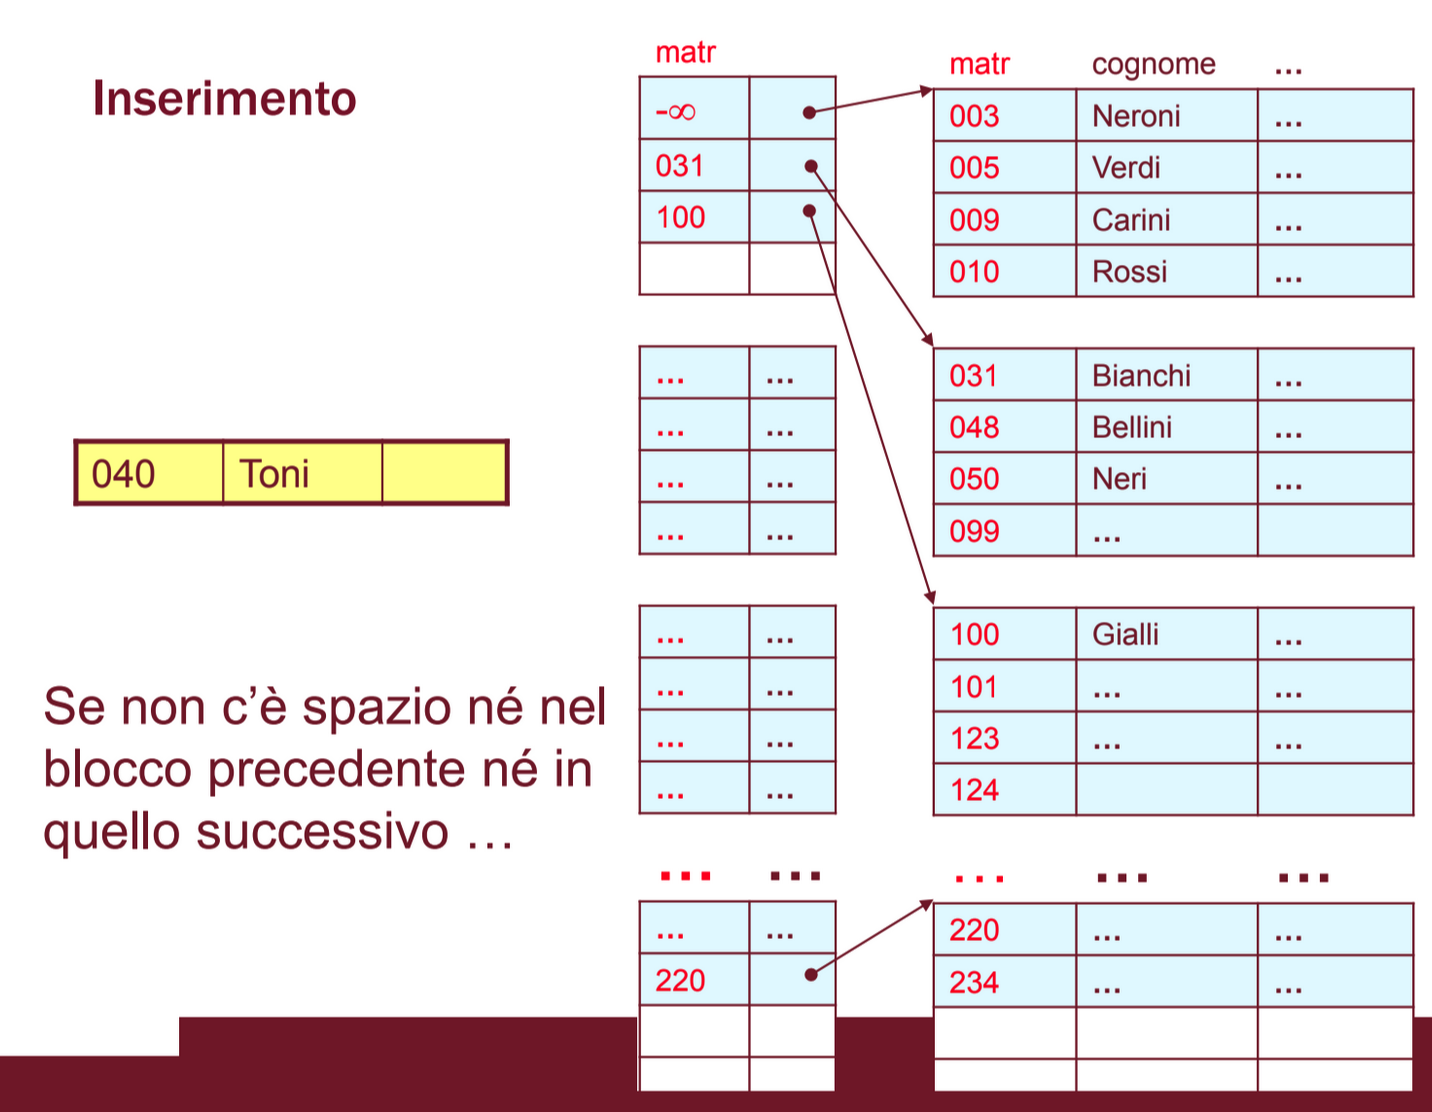 Inserimento
040 Toni
Se non c'è spazio né nel
blocco precedente né in
quello successivo …
matr
-∞
031
100
... ...
... ...
... ...
... ...
... ...
... ...
... ...
... ...
... ...
... ...
220
matr cognome ...
003 Neroni ...
005 Verdi ...
009 Carini ...
010 Rossi ...
031 Bianchi ...
048 Bellini ...
050 Neri ...
099 ...
100 Gialli ...
101 ... ...
123 ... ...
124
... ... ...
220 ... ...
234 ... ...